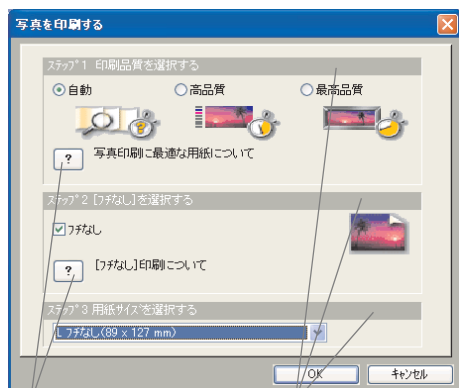 写真を印刷する
ステップ1 印刷品質を選択する
自動 高品質 最高品質
? 写真印刷に最適な用紙について
ステップ2 [フチなし]を選択する
フチなし
? [フチなし]印刷について
ステップ3 用紙サイズを選択する
L フチなし(89 x 127 mm)
OK キャンセル